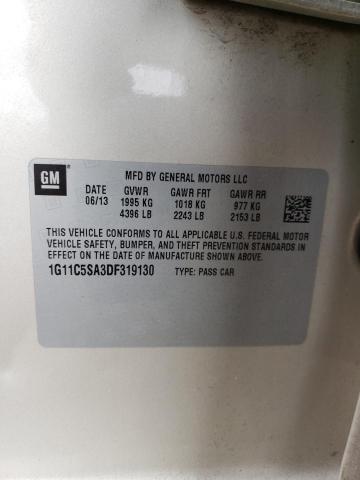 GM
MFD BY GENERAL MOTORS LLC
DATE GVWR GAWR FRT GAWR RR
06/13 1995 KG 1018 KG 977 KG
4396 LB 2243 LB 2153 LB
THIS VEHICLE CONFORMS TO ALL APPLICABLE U.S. FEDERAL MOTOR
VEHICLE SAFETY, BUMPER, AND THEFT PREVENTION STANDARDS IN
EFFECT ON THE DATE OF MANUFACTURE SHOWN ABOVE.
1G11C5SA3DF319130 TYPE: PASS CAR